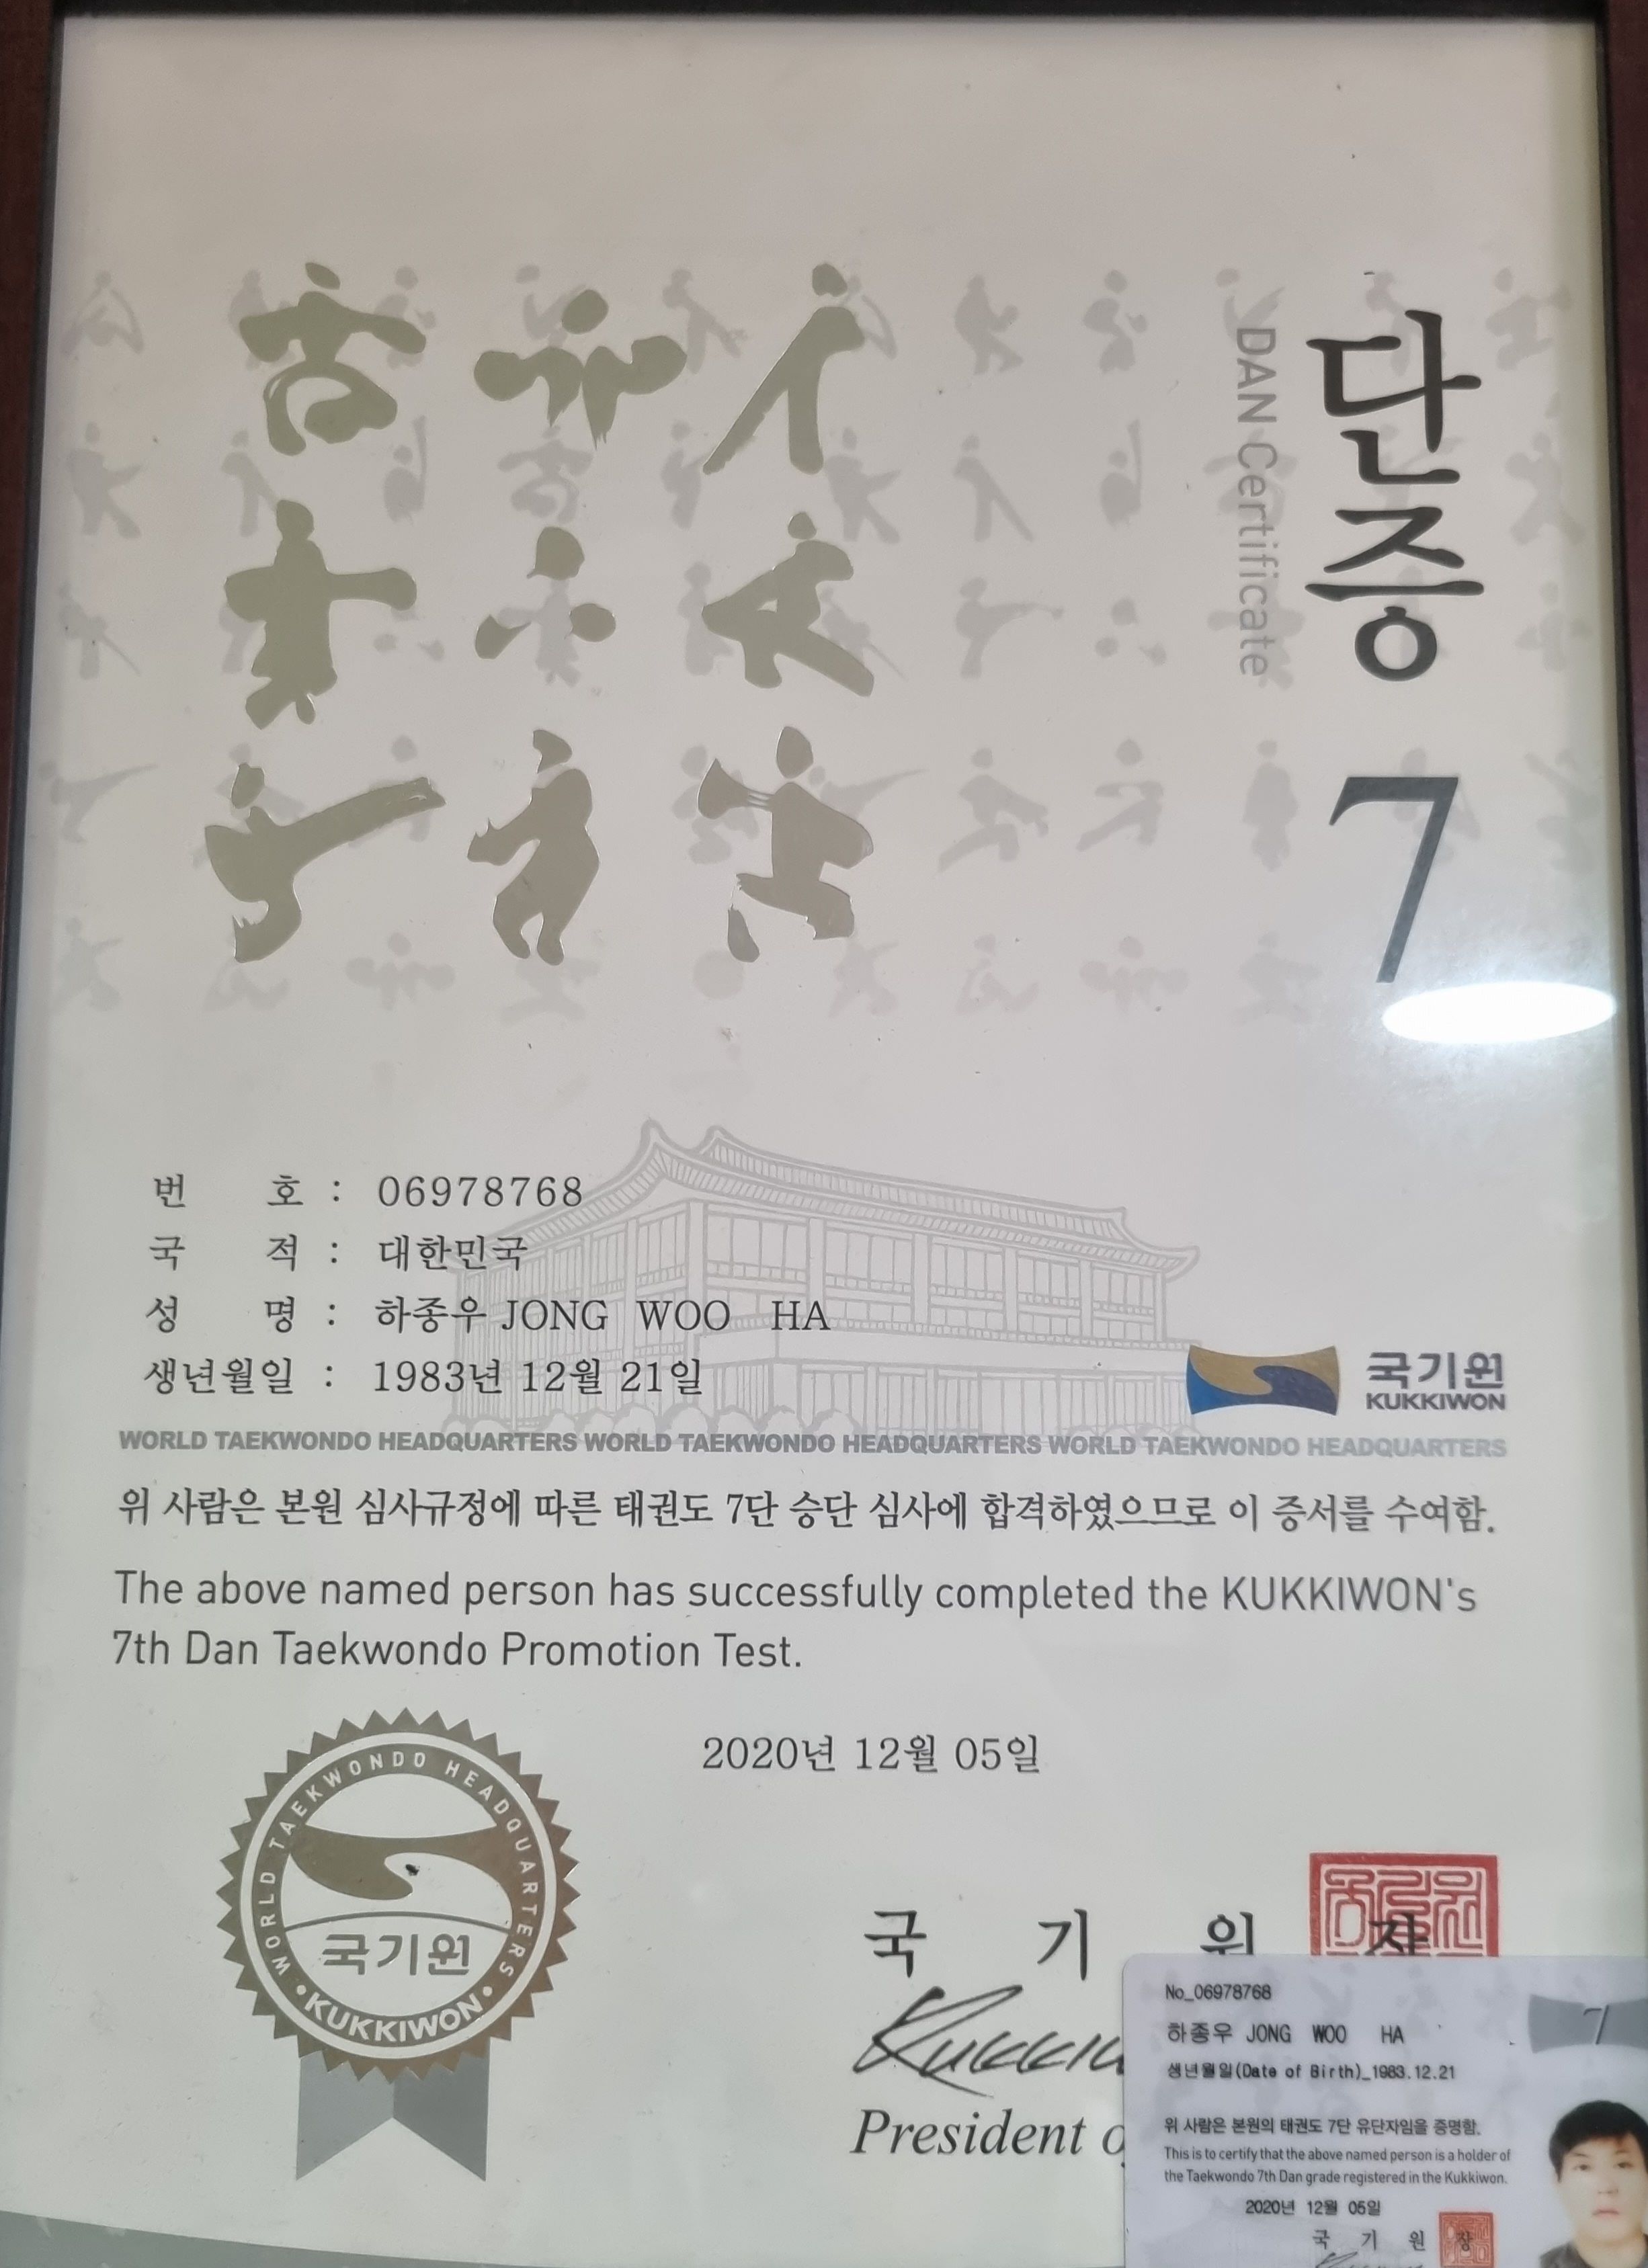 단증 7
DAN Certificate
번 호 : 06978768
국 적 : 대한민국
성 명 : 하종우 JONG WOO HA
생년월일 : 1983년 12월 21일
국기원
KUKKIWON
WORLD TAEKWONDO HEADQUARTERS WORLD TAEKWONDO HEADQUARTERS WORLD TAEKWONDO HEADQUARTERS
위 사람은 본원 심사규정에 따른 태권도 7단 승단 심사에 합격하였으므로 이 증서를 수여함.
The above named person has successfully completed the KUKKIWON's
7th Dan Taekwondo Promotion Test.
2020년 12월 05일
WORLD TAEKWONDO HEADQUARTERS
국기원
KUKKIWON
국 기 원 장
President
No_06978768
7
하종우 JONG WOO HA
생년월일(Date of Birth)_1983.12.21
위 사람은 본원의 태권도 7단 유단자임을 증명함.
This is to certify that the above named person is a holder of
the Taekwondo 7th Dan grade registered in the Kukkiwon.
2020년 12월 05일
국 기 원 장